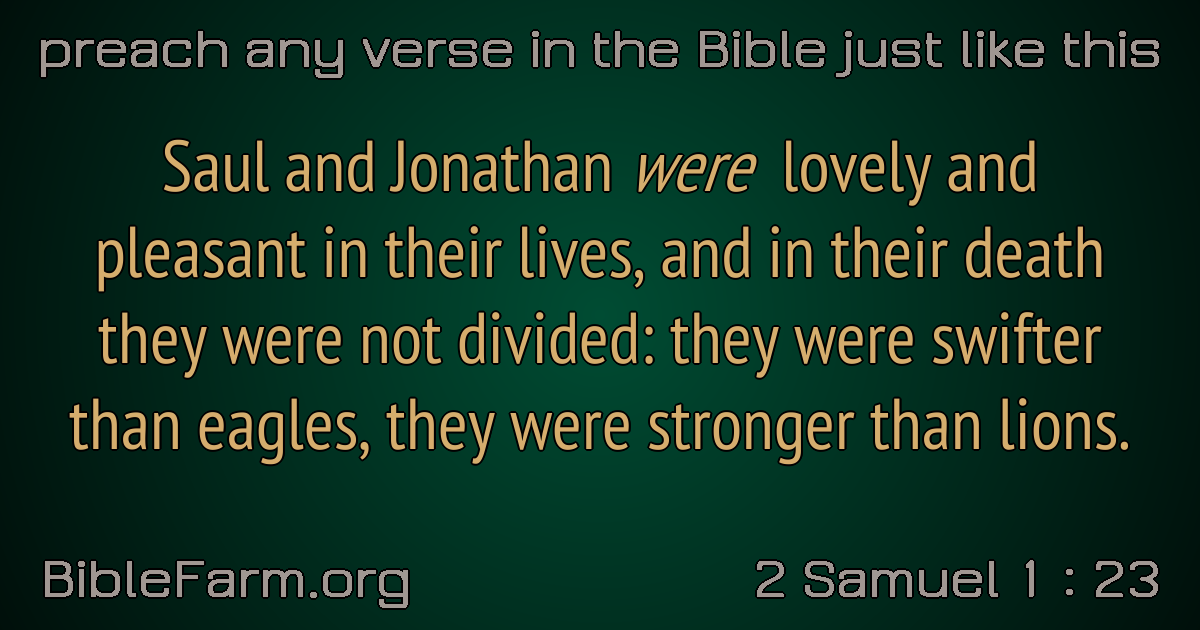 preach any verse in the Bible just like this
Saul and Jonathan were lovely and
pleasant in their lives, and in their death
they were not divided: they were swifter
than eagles, they were stronger than lions.
BibleFarm.org
2 Samuel 1 : 23